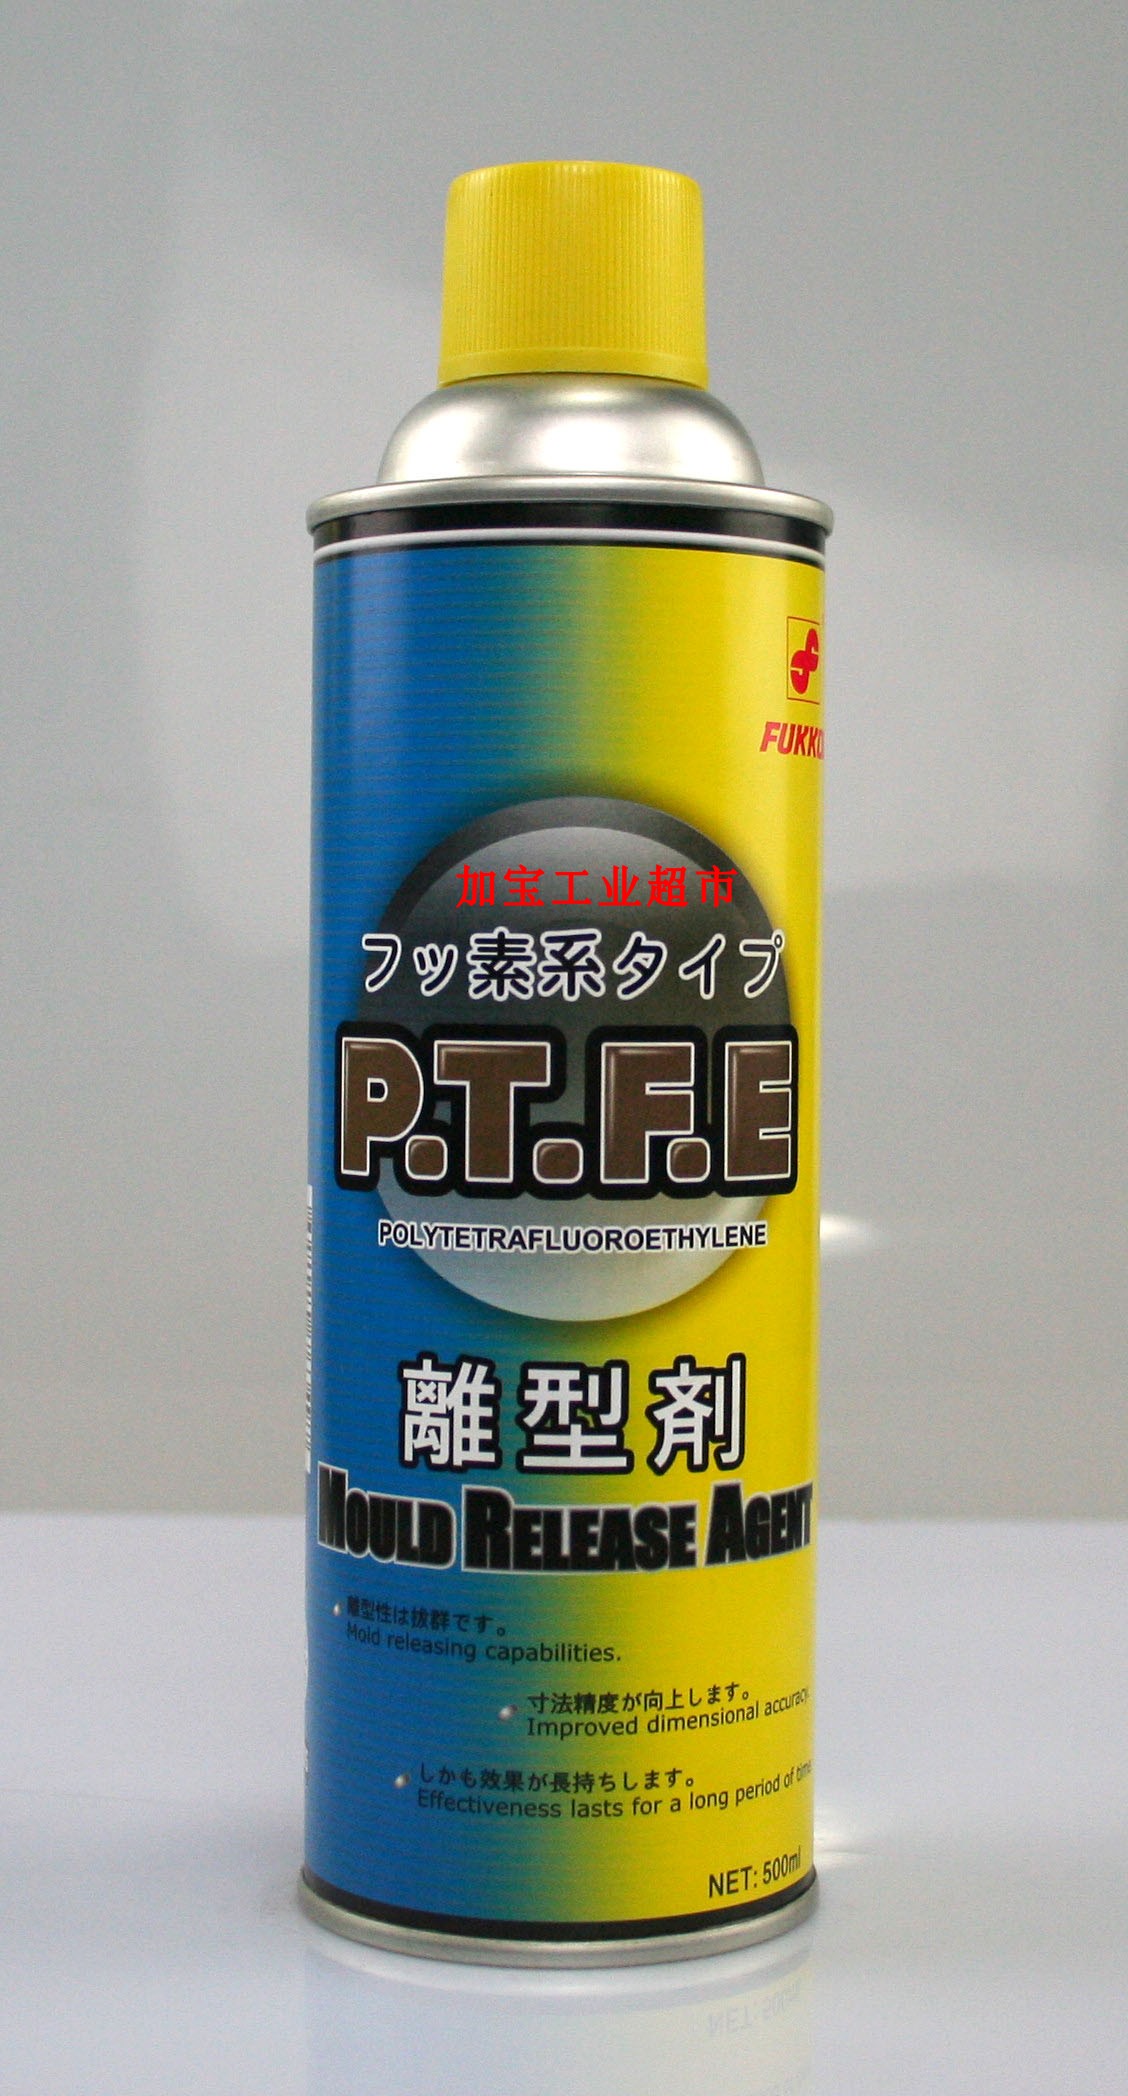 加宝工业超市
フッ素系タイプ
P.T.F.E
POLYTETRAFLUOROETHYLENE
離型剤
MOULD RELEASE AGENT
離型性は抜群です。
Mold releasing capabilities.
寸法精度が向上します。
Improved dimensional accuracy.
しかも効果が長持ちします。
Effectiveness lasts for a long period of time
NET: 500ml